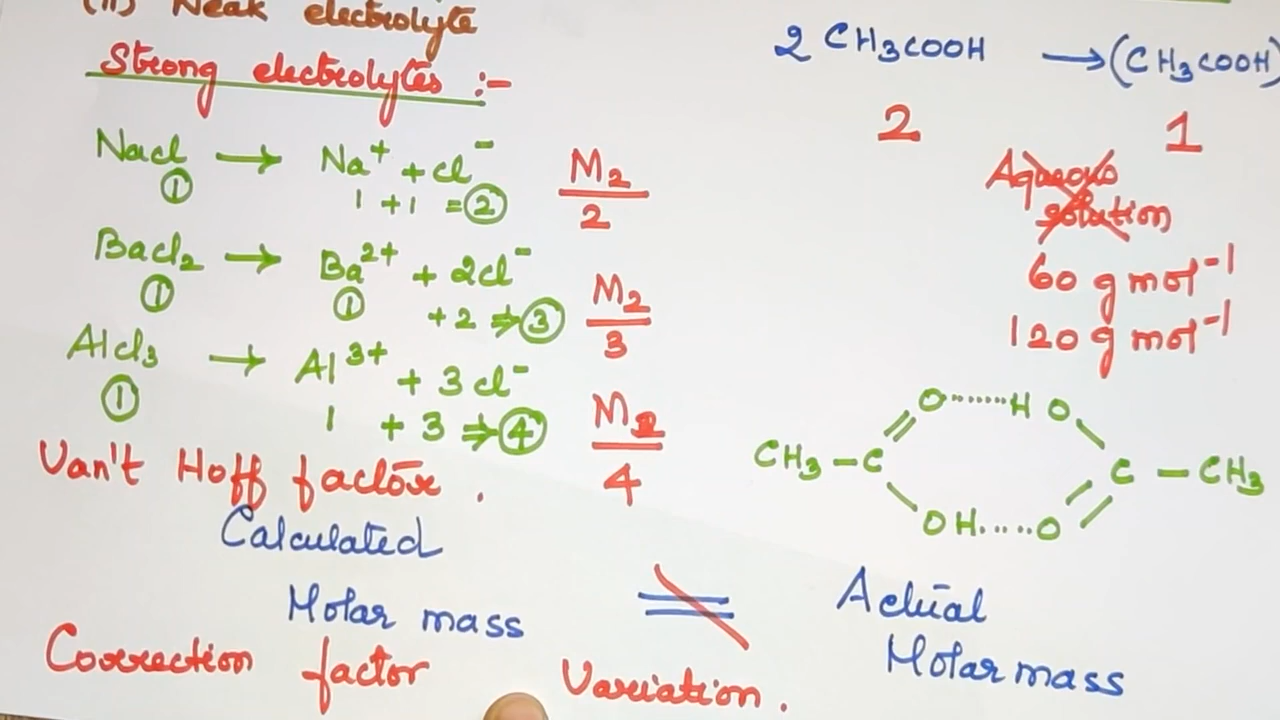 (ii) Weak electrolyte
Strong electrolytes :-
NaCl → Na⁺ + Cl⁻
① 1 + 1 = ②
M₂
2
BaCl₂ → Ba²⁺ + 2Cl⁻
① ① + 2 ⇒ ③
M₂
3
AlCl₃ → Al³⁺ + 3Cl⁻
① 1 + 3 ⇒ ④
M₂
4
Van't Hoff factor .
Calculated
Molar mass
≠
Actual
Molar mass
Correction factor Variation .
2 CH₃COOH → (CH₃COOH)
2 1
Aqueous
solution
60 g mol⁻¹
120 g mol⁻¹
O······H O
CH₃ – C C – CH₃
O H·····O